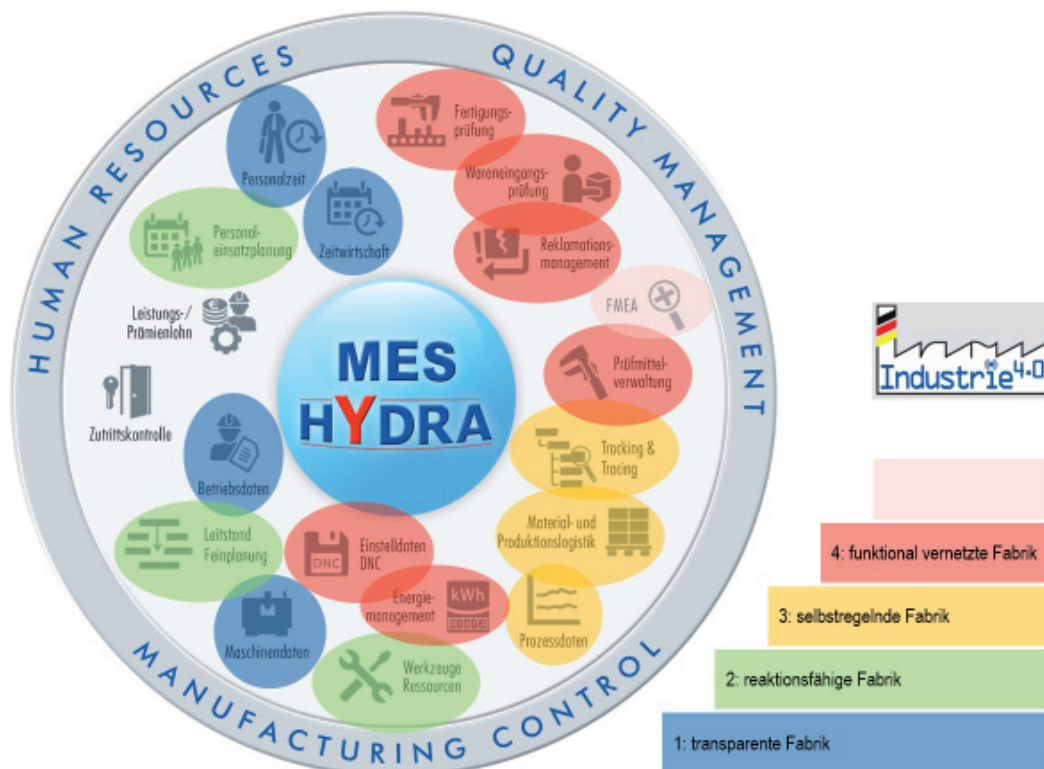 HUMAN RESOURCES
QUALITY MANAGEMENT
MANUFACTURING CONTROL
Personalzeit
Zeitwirtschaft
Personal-
einsatzplanung
Leistungs-/
Prämienlohn
Zutrittskontrolle
Fertigungs-
prüfung
Wareneingangs-
prüfung
Reklamations-
management
FMEA
Prüfmittel-
verwaltung
MES
HYDRA
Tracking &
Tracing
Material- und
Produktionslogistik
Prozessdaten
Betriebsdaten
Leitstand
Feinplanung
Maschinendaten
DNC
Einstelldaten
DNC
Energie-
management
kWh
Werkzeuge
Ressourcen
Industrie4.0
4: funktional vernetzte Fabrik
3: selbstregelnde Fabrik
2: reaktionsfähige Fabrik
1: transparente Fabrik